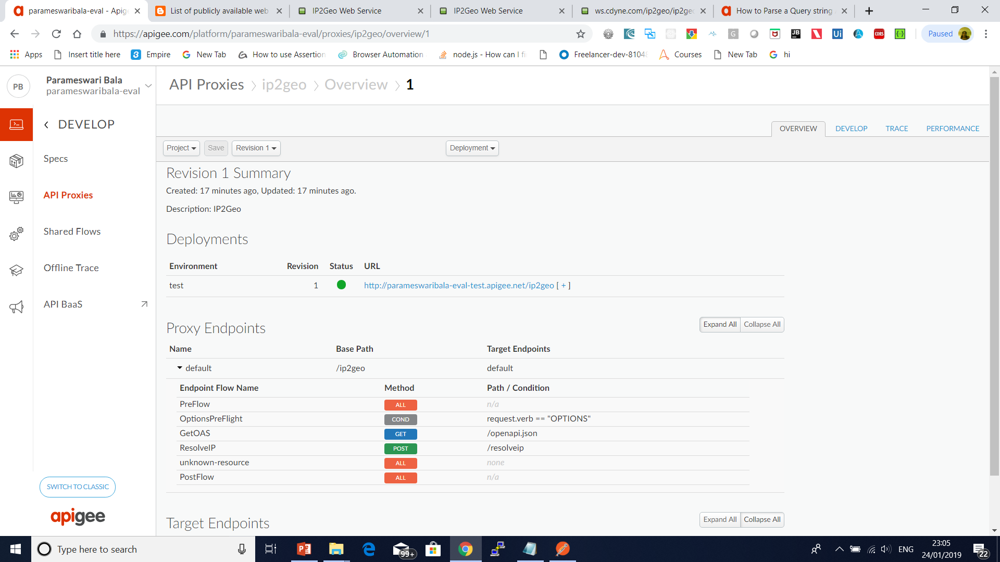 parameswaribala-eval - Apig
List of publicly available web
IP2Geo Web Service
IP2Geo Web Service
ws.cdyne.com/ip2geo/ip2geo
How to Parse a Query string
https://apigee.com/platform/parameswaribala-eval/proxies/ip2geo/overview/1
Paused
Apps
Insert title here
Empire
New Tab
How to use Assertion
Browser Automation
node.js - How can I fi
Freelancer-dev-81048
Courses
New Tab
hi
PB
Parameswari Bala
parameswaribala-eval
API Proxies > ip2geo > Overview > 1
DEVELOP
Specs
API Proxies
Shared Flows
Offline Trace
API BaaS
SWITCH TO CLASSIC
apigee
OVERVIEW DEVELOP TRACE PERFORMANCE
Project Save Revision 1 Deployment
Revision 1 Summary
Created: 17 minutes ago, Updated: 17 minutes ago.
Description: IP2Geo
Deployments
Environment Revision Status URL
test 1 http://parameswaribala-eval-test.apigee.net/ip2geo [ + ]
Proxy Endpoints
Expand All Collapse All
Name Base Path Target Endpoints
default /ip2geo default
Endpoint Flow Name Method Path / Condition
PreFlow ALL n/a
OptionsPreFlight COND request.verb == "OPTIONS"
GetOAS GET /openapi.json
ResolveIP POST /resolveip
unknown-resource ALL none
PostFlow ALL n/a
Target Endpoints
Expand All Collapse All
Type here to search
99+
ENG
23:05
24/01/2019
22